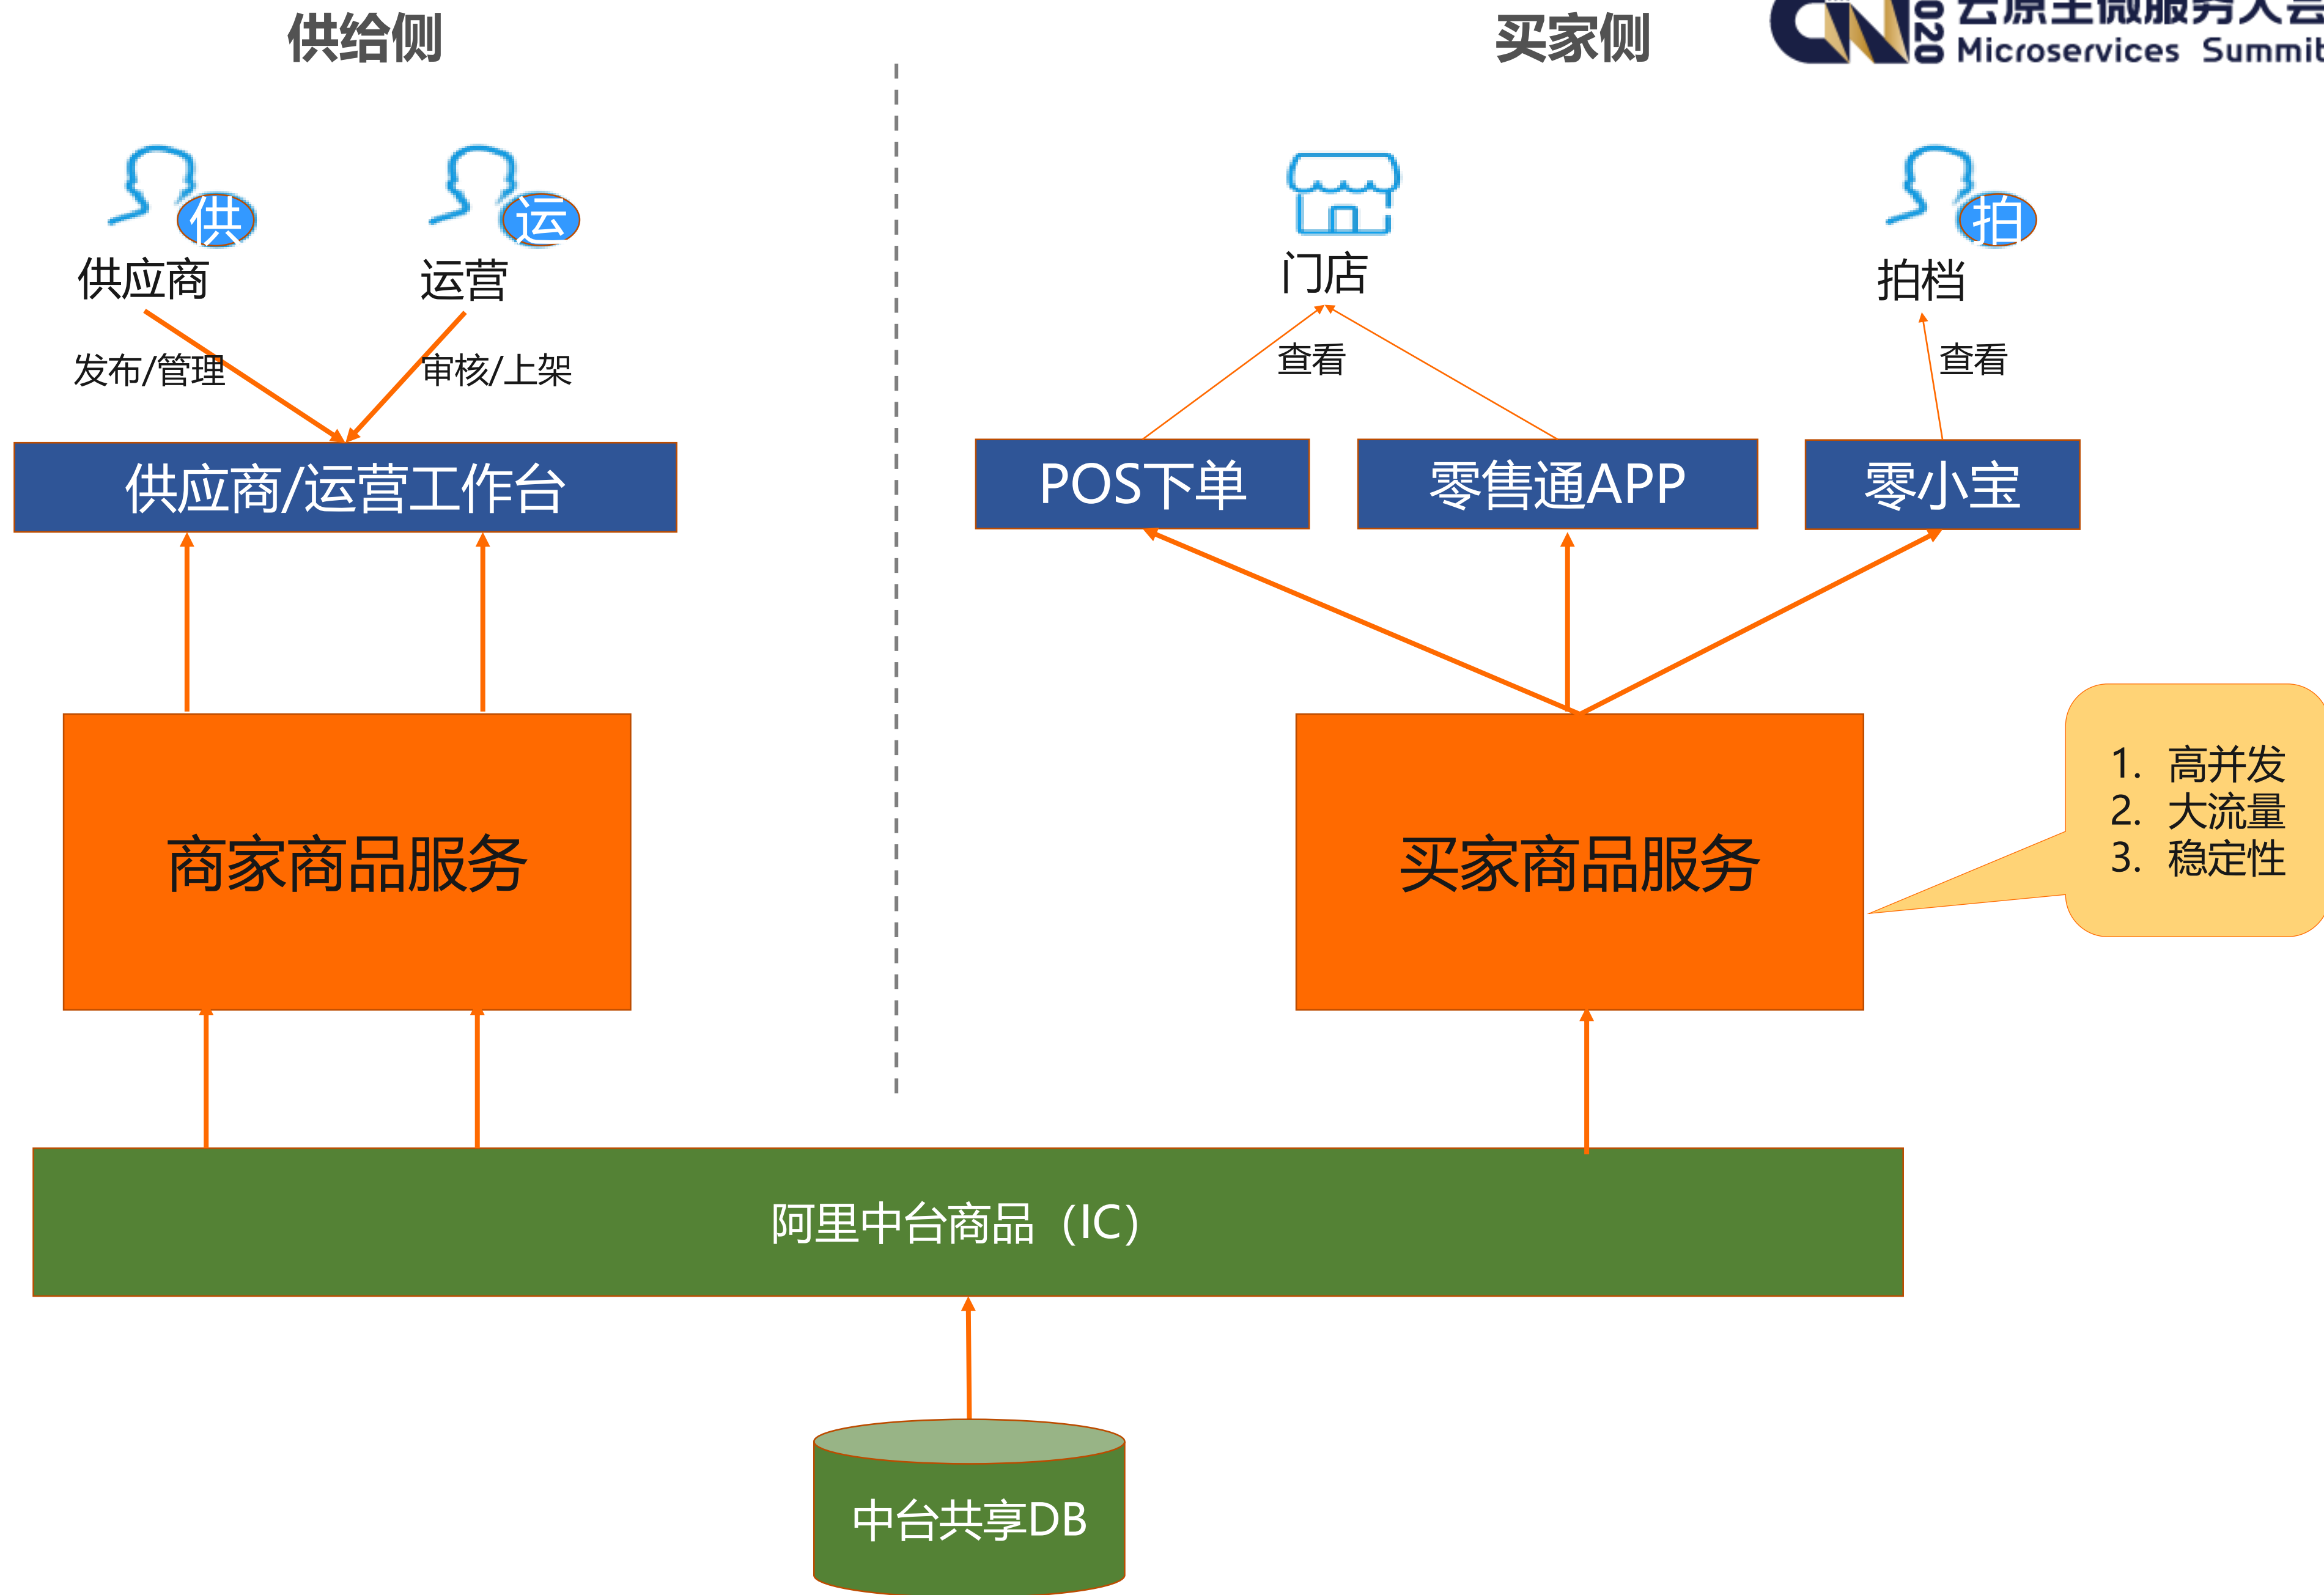 供给侧
买家侧
云原生微服务大会
Microservices Summit
供
运
拍
供应商
运营
门店
拍档
发布/管理
审核/上架
查看
查看
供应商/运营工作台
POS下单
零售通APP
零小宝
商家商品服务
买家商品服务
1. 高并发
2. 大流量
3. 稳定性
阿里中台商品（IC）
中台共享DB